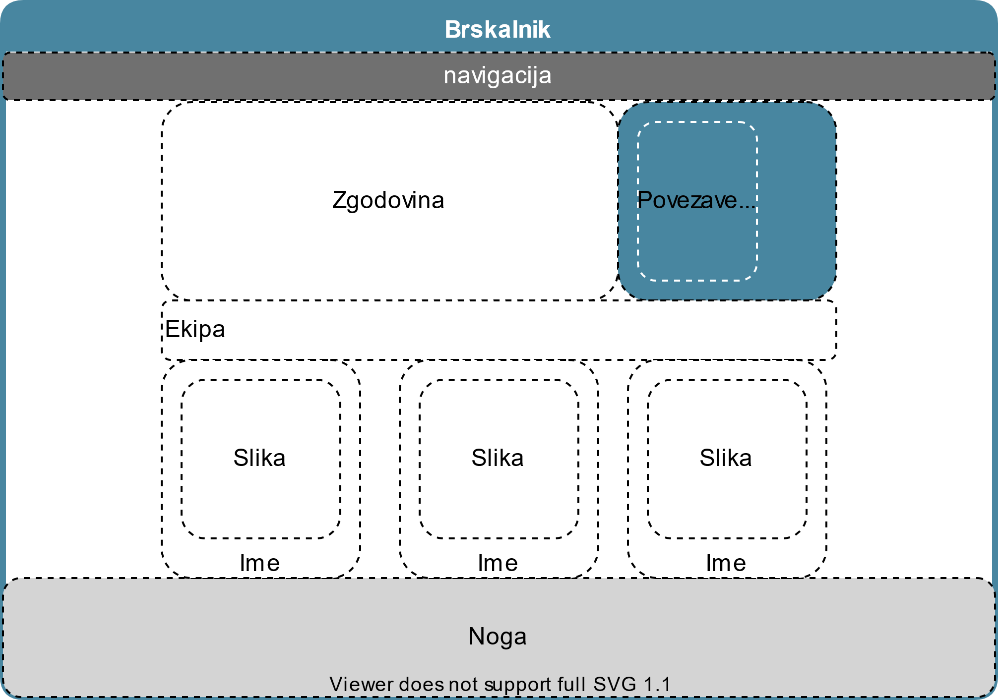 Brskalnik
navigacija
Zgodovina
Povezave...
Ekipa
Slika
Slika
Slika
Ime
Ime
Ime
Noga
Viewer does not support full SVG 1.1